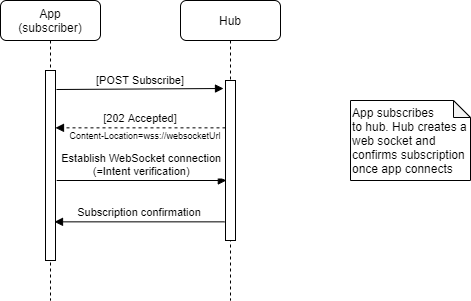 App
(subscriber)
Hub
[POST Subscribe]
[202 Accepted]
Content-Location=wss://websocketUrl
Establish WebSocket connection
(=Intent verification)
Subscription confirmation
App subscribes
to hub. Hub creates a
web socket and
confirms subscription
once app connects